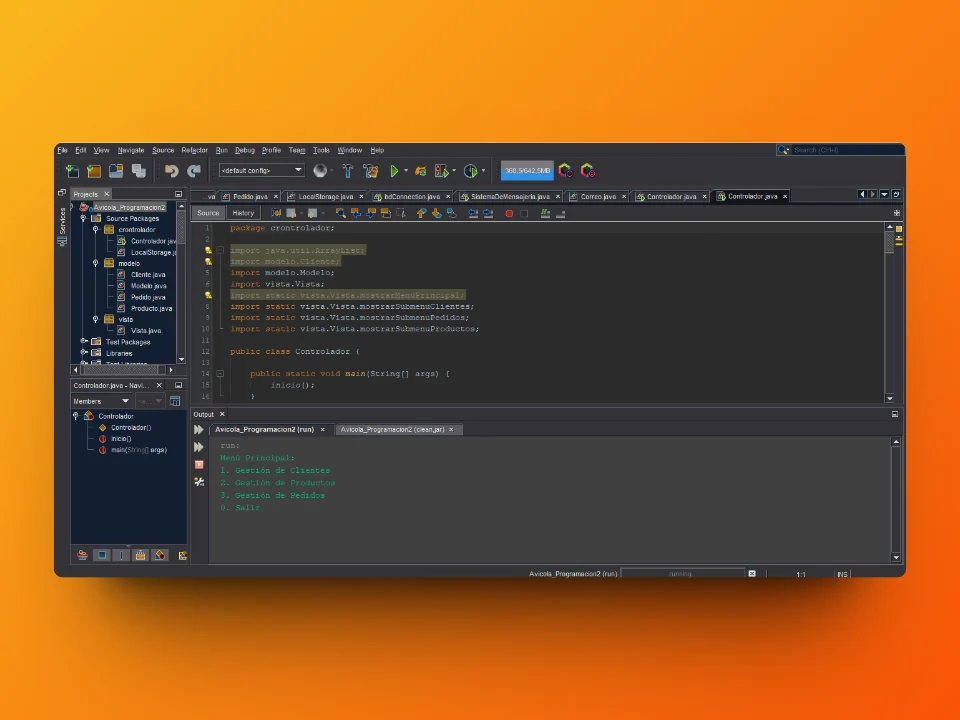 File Edit View Navigate Source Refactor Run Debug Profile Team Tools Window Help
Search (Ctrl+I)
<default config>
368,5/642,5MB
Projects
Services
Avicola_Programacion2
Source Packages
crontrolador
Controlador.jav
LocalStorage.j
modelo
Cliente.java
Modelo.java
Pedido.java
Producto.java
vista
Vista.java
Test Packages
Libraries
Test Libraries
va Pedido.java LocalStorage.java bdConnection.java SistemaDeMensajeria.java Correo.java Controlador.java Controlador.java
Source History
1 package crontrolador;
2
import java.util.ArrayList;
import modelo.Cliente;
5 import modelo.Modelo;
6 import vista.Vista;
import static vista.Vista.mostrarMenuPrincipal;
8 import static vista.Vista.mostrarSubmenuClientes;
9 import static vista.Vista.mostrarSubmenuPedidos;
10 import static vista.Vista.mostrarSubmenuProductos;
11
12 public class Controlador {
13
14 public static void main(String[] args) {
15 inicio();
16 }
Controlador.java - Navi...
Members
Controlador
Controlador()
inicio()
main(String[] args)
Output
Avicola_Programacion2 (run) Avicola_Programacion2 (clean,jar)
run:
Menú Principal:
1. Gestión de Clientes
2. Gestión de Productos
3. Gestión de Pedidos
0. Salir
Avicola_Programacion2 (run) running... 1:1 INS